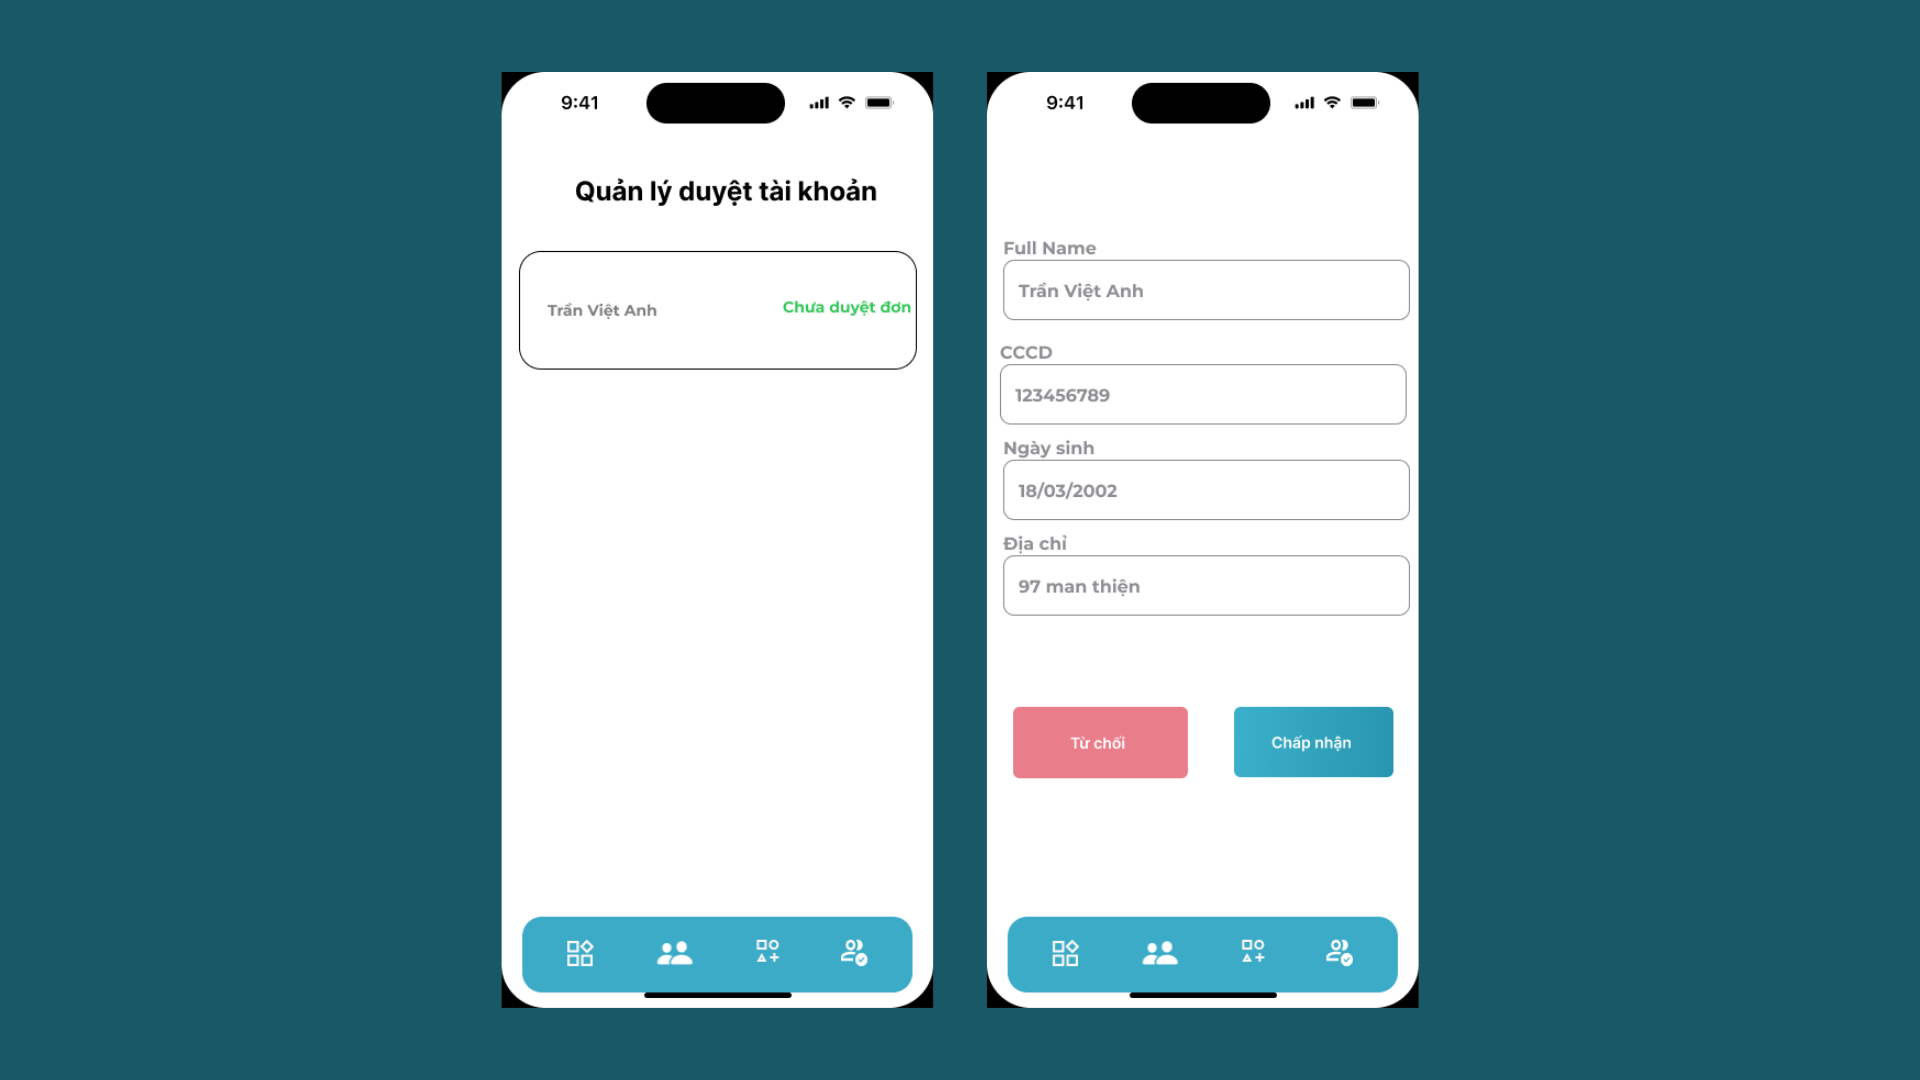 9:41
Quản lý duyệt tài khoản
Trần Việt Anh
Chưa duyệt đơn
9:41
Full Name
Trần Việt Anh
CCCD
123456789
Ngày sinh
18/03/2002
Địa chỉ
97 man thiện
Từ chối
Chấp nhận